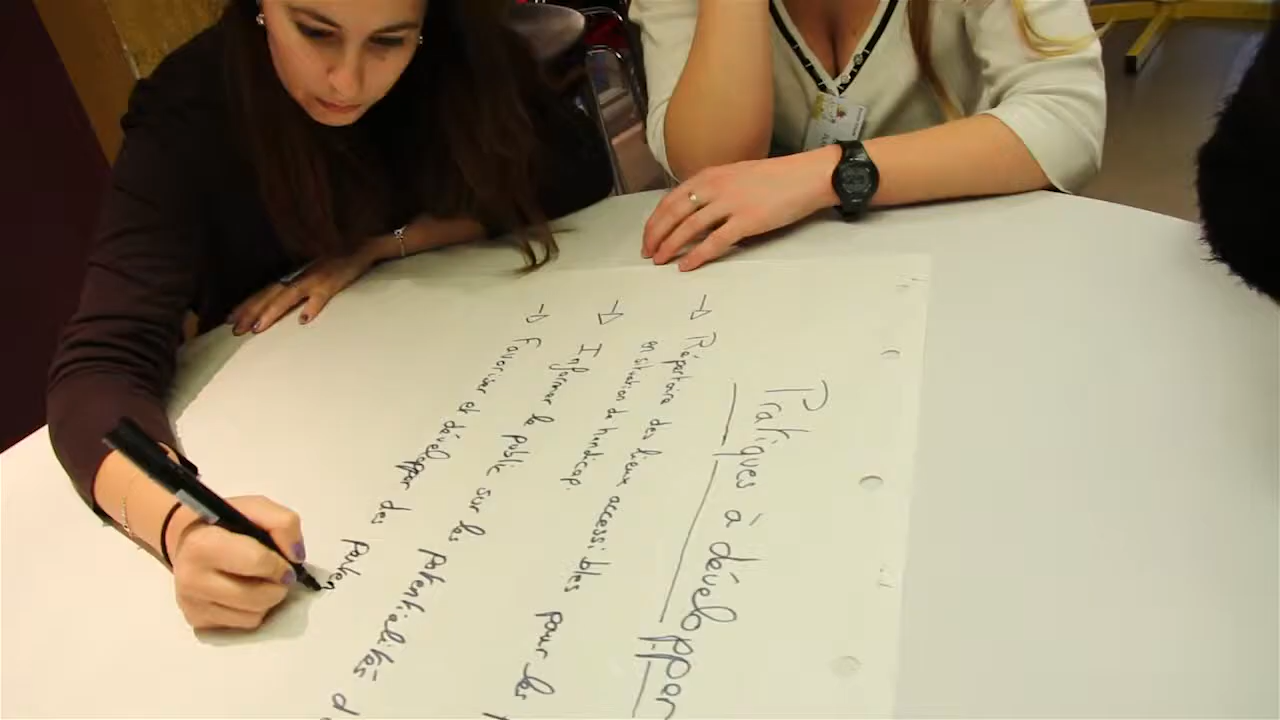 Pratiques à développer
Répertoire des lieux accessibles pour les
en situation de handicap.
Informer le public sur les potentialités d
Favoriser et développer des parten